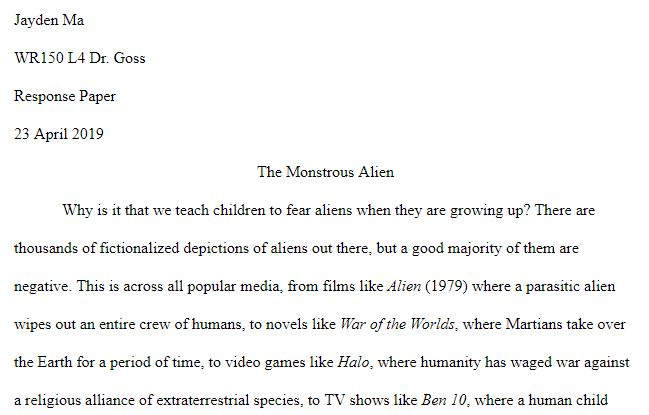 Jayden Ma
WR150 L4 Dr. Goss
Response Paper
23 April 2019
The Monstrous Alien
Why is it that we teach children to fear aliens when they are growing up? There are
thousands of fictionalized depictions of aliens out there, but a good majority of them are
negative. This is across all popular media, from films like Alien (1979) where a parasitic alien
wipes out an entire crew of humans, to novels like War of the Worlds, where Martians take over
the Earth for a period of time, to video games like Halo, where humanity has waged war against
a religious alliance of extraterrestrial species, to TV shows like Ben 10, where a human child